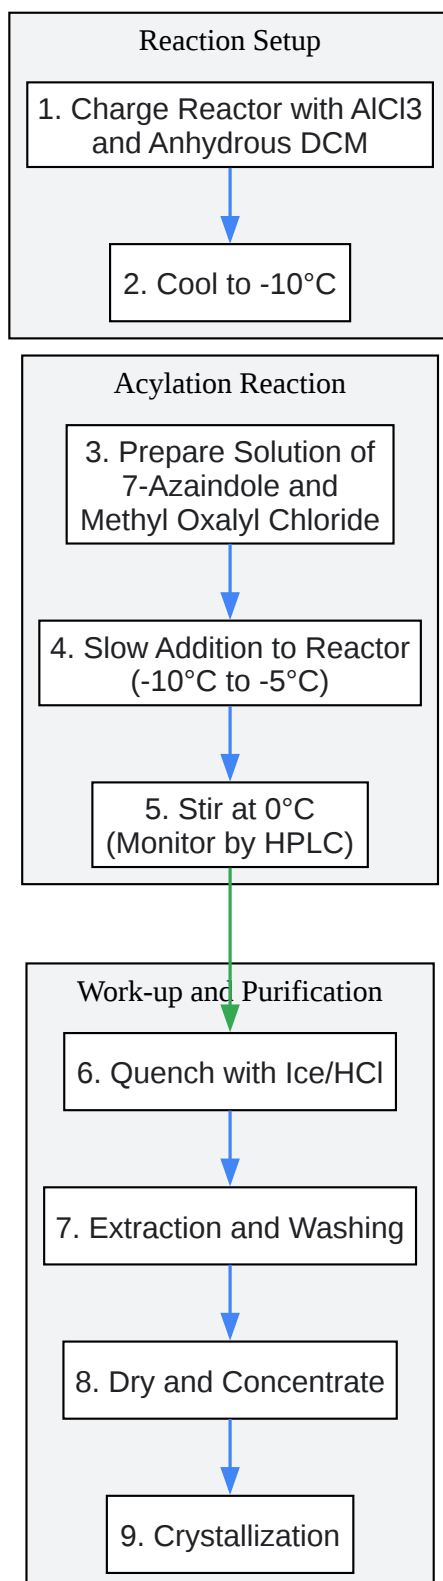 Reaction Setup
1. Charge Reactor with AlCl3
and Anhydrous DCM
2. Cool to -10°C
Acylation Reaction
3. Prepare Solution of
7-Azaindole and
Methyl Oxalyl Chloride
4. Slow Addition to Reactor
(-10°C to -5°C)
5. Stir at 0°C
(Monitor by HPLC)
Work-up and Purification
6. Quench with Ice/HCl
7. Extraction and Washing
8. Dry and Concentrate
9. Crystallization